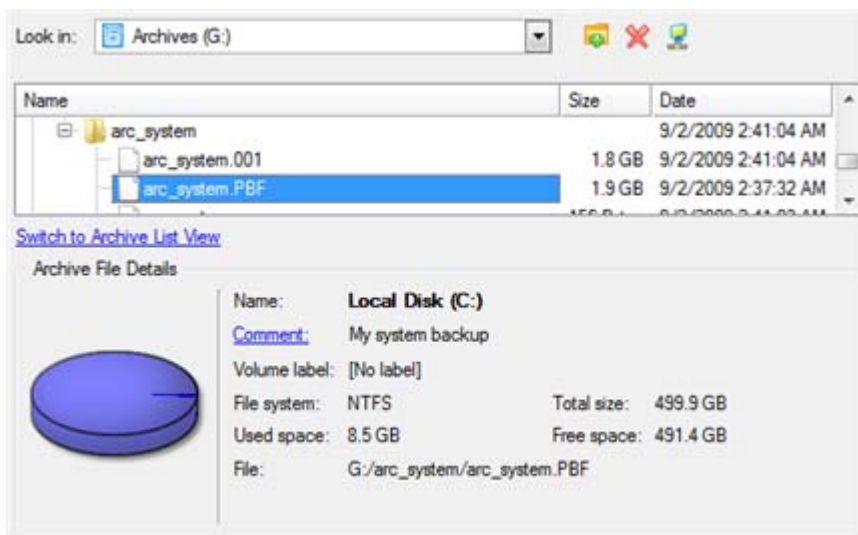 Look in: Archives (G:)
Name Size Date
arc_system 9/2/2009 2:41:04 AM
arc_system.001 1.8 GB 9/2/2009 2:41:04 AM
arc_system.PBF 1.9 GB 9/2/2009 2:37:32 AM
Switch to Archive List View
Archive File Details
Name: Local Disk (C:)
Comment: My system backup
Volume label: [No label]
File system: NTFS Total size: 499.9 GB
Used space: 8.5 GB Free space: 491.4 GB
File: G:/arc_system/arc_system.PBF